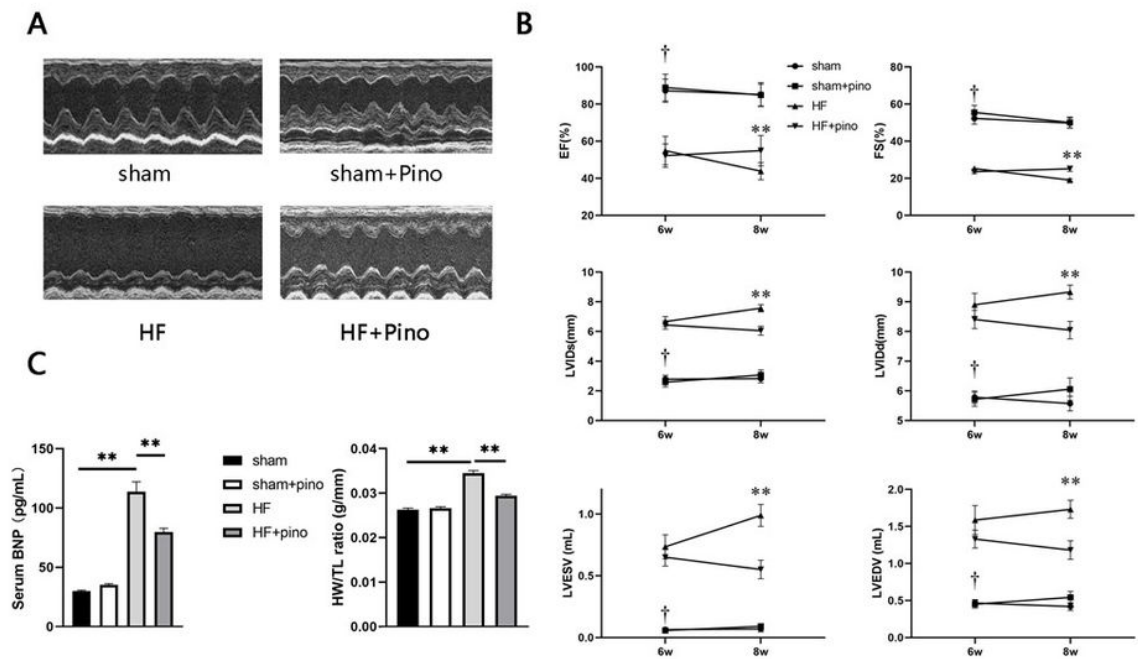 A
sham
sham+Pino
HF
HF+Pino
B
†
EF(%)
100
80
60
40
20
**
6w
8w
sham
sham+pino
HF
HF+pino
†
FS(%)
80
60
40
20
0
**
6w
8w
LVIDs(mm)
10
8
6
4
2
0
**
†
6w
8w
LVIDd(mm)
10
9
8
7
6
5
**
†
6w
8w
LVESV (mL)
1.0
0.5
0.0
**
†
6w
8w
LVEDV (mL)
2.0
1.5
1.0
0.5
0.0
**
†
6w
8w
C
Serum BNP (pg/mL)
150
100
50
0
**
**
sham
sham+pino
HF
HF+pino
HW/TL ratio (g/mm)
0.04
0.03
0.02
0.01
0.00
**
**